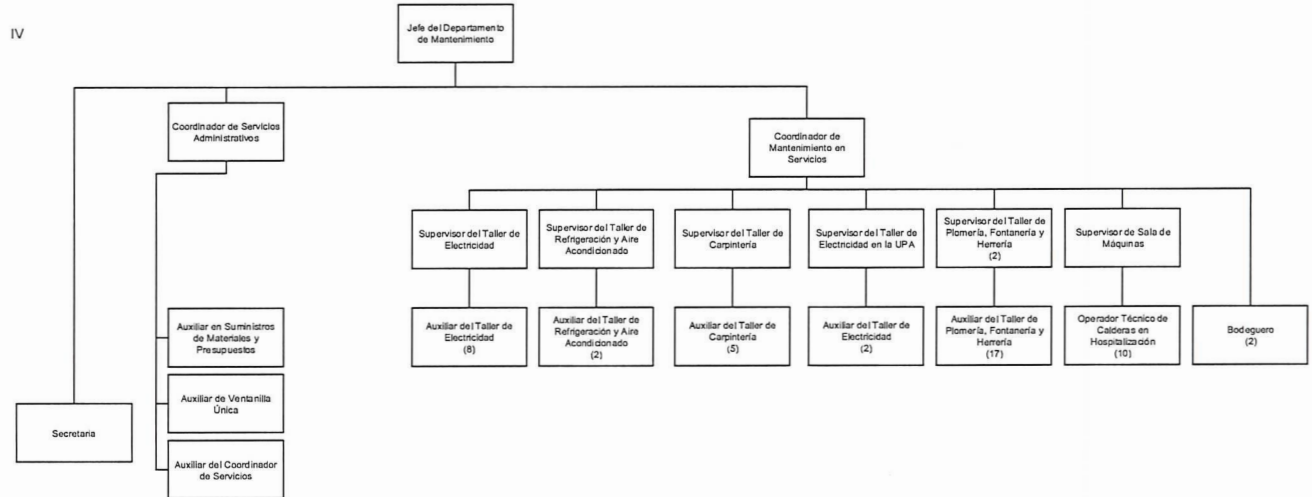 IV
Jefe del Departamento
de Mantenimiento
Coordinador de Servicios
Administrativos
Coordinador de
Mantenimiento en
Servicios
Supervisor del Taller de
Electricidad
Supervisor del Taller de
Refrigeración y Aire
Acondicionado
Supervisor del Taller de
Carpintería
Supervisor del Taller de
Electricidad en la UPA
Supervisor del Taller de
Plomería, Fontanería y
Herrería
(2)
Supervisor de Sala de
Máquinas
Auxiliar en Suministros
de Materiales y
Presupuestos
Auxiliar del Taller de
Electricidad
(8)
Auxiliar del Taller de
Refrigeración y Aire
Acondicionado
(2)
Auxiliar del Taller de
Carpintería
(5)
Auxiliar del Taller de
Electricidad
(2)
Auxiliar del Taller de
Plomería, Fontanería y
Herrería
(17)
Operador Técnico de
Calderas en
Hospitalización
(10)
Bodeguero
(2)
Auxiliar de Ventanilla
Única
Secretaria
Auxiliar del Coordinador
de Servicios